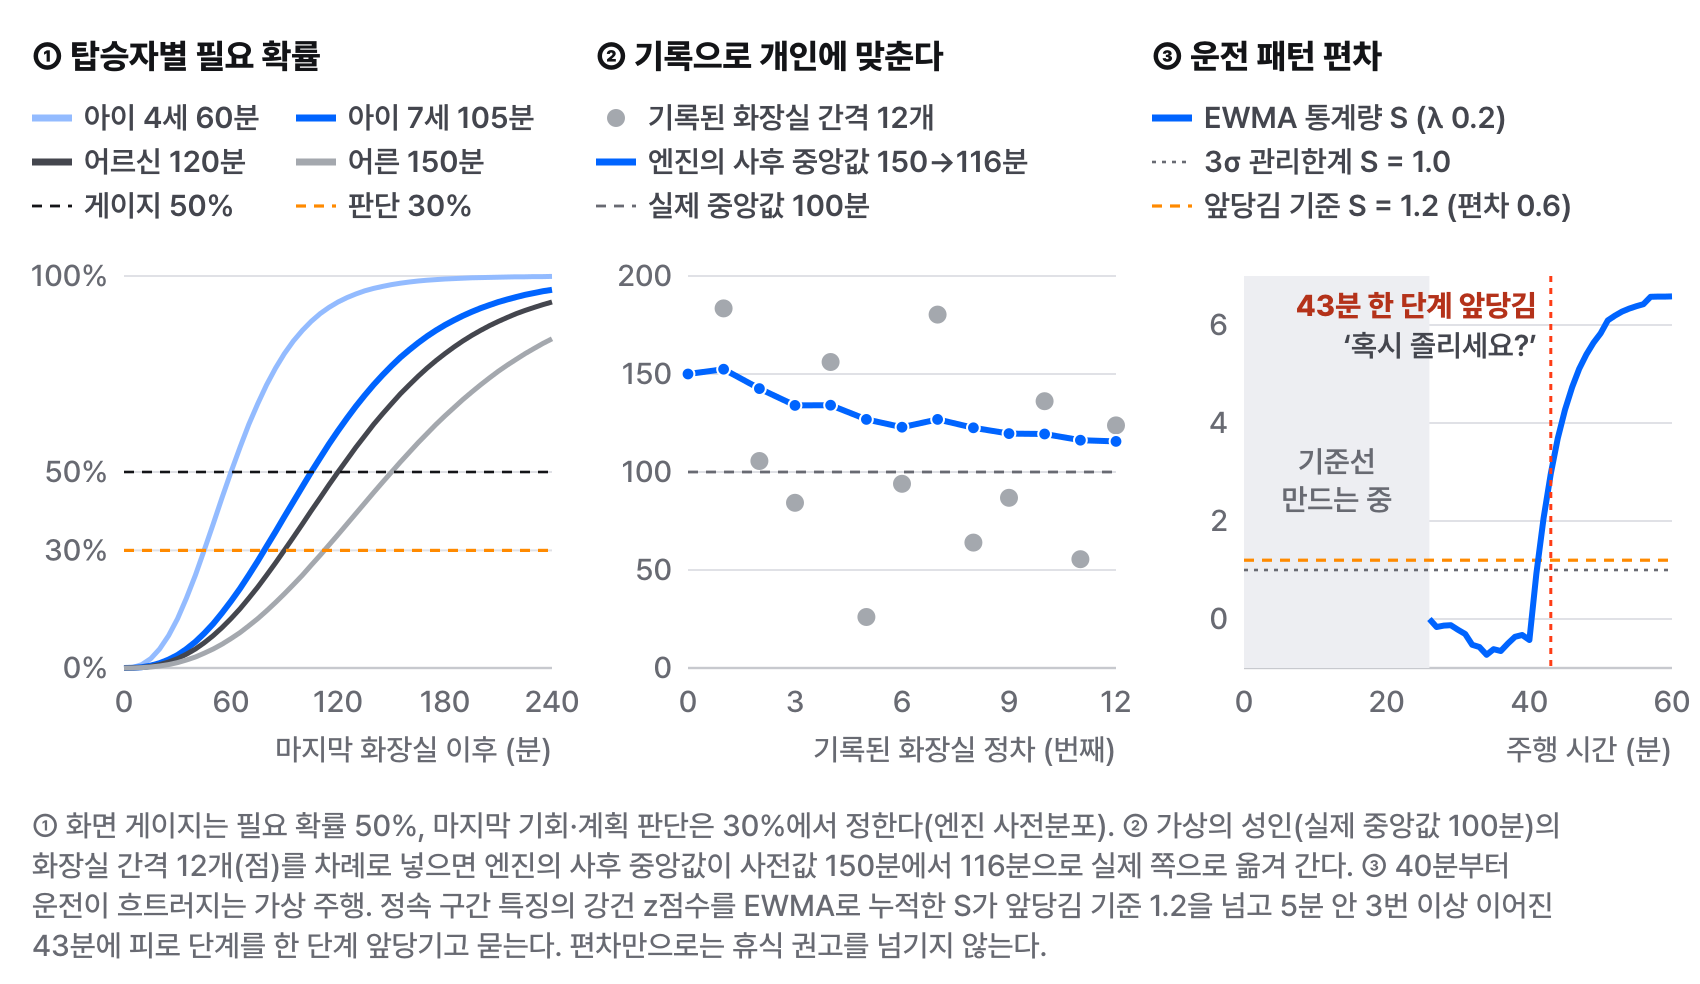 ① 탑승자별 필요 확률
아이 4세 60분
아이 7세 105분
어르신 120분
어른 150분
게이지 50%
판단 30%
100%
50%
30%
0%
0 60 120 180 240
마지막 화장실 이후 (분)
② 기록으로 개인에 맞춘다
기록된 화장실 간격 12개
엔진의 사후 중앙값 150→116분
실제 중앙값 100분
200
150
100
50
0
0 3 6 9 12
기록된 화장실 정차 (번째)
③ 운전 패턴 편차
EWMA 통계량 S (λ 0.2)
3σ 관리한계 S = 1.0
앞당김 기준 S = 1.2 (편차 0.6)
43분 한 단계 앞당김
‘혹시 졸리세요?’
기준선
만드는 중
6
4
2
0
0 20 40 60
주행 시간 (분)
① 화면 게이지는 필요 확률 50%, 마지막 기회·계획 판단은 30%에서 정한다(엔진 사전분포). ② 가상의 성인(실제 중앙값 100분)의
화장실 간격 12개(점)를 차례로 넣으면 엔진의 사후 중앙값이 사전값 150분에서 116분으로 실제 쪽으로 옮겨 간다. ③ 40분부터
운전이 흐트러지는 가상 주행. 정속 구간 특징의 강건 z점수를 EWMA로 누적한 S가 앞당김 기준 1.2을 넘고 5분 안 3번 이상 이어진
43분에 피로 단계를 한 단계 앞당기고 묻는다. 편차만으로는 휴식 권고를 넘기지 않는다.